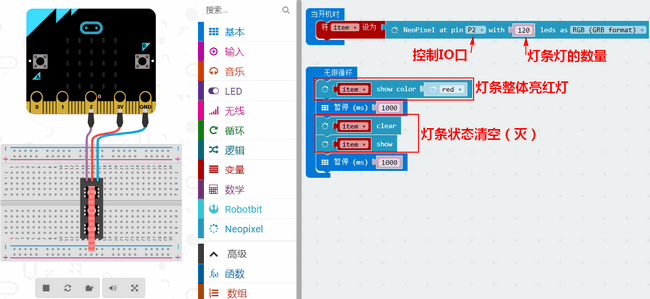 搜索...
基本
输入
音乐
LED
无线
循环
逻辑
变量
数学
Robotbit
Neopixel
高级
函数
数组
0 1 2 3V GND
当开机时
将 item 设为 NeoPixel at pin P2 with 120 leds as RGB (GRB format)
控制IO口
灯条灯的数量
无限循环
item show color red
灯条整体亮红灯
暂停 (ms) 1000
item clear
灯条状态清空（灭）
item show
暂停 (ms) 1000